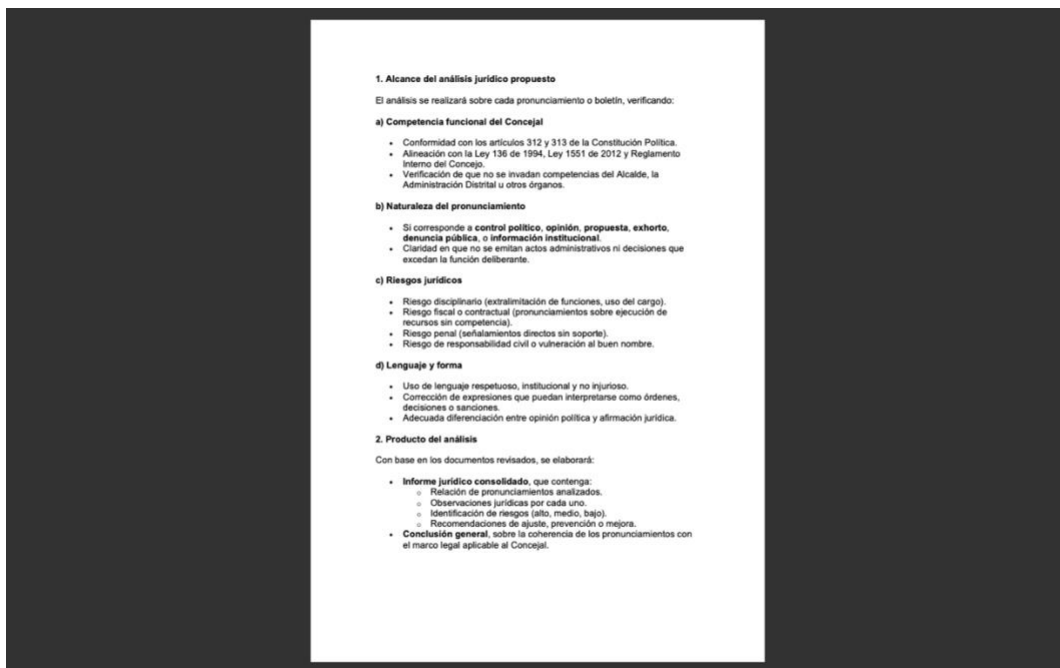 1. Alcance del análisis jurídico propuesto
El análisis se realizará sobre cada pronunciamiento o boletín, verificando:
a) Competencia funcional del Concejal
• Conformidad con los artículos 312 y 313 de la Constitución Política.
• Alineación con la Ley 136 de 1994, Ley 1551 de 2012 y Reglamento
Interno del Concejo.
• Verificación de que no se invadan competencias del Alcalde, la
Administración Distrital u otros órganos.
b) Naturaleza del pronunciamiento
• Si corresponde a control político, opinión, propuesta, exhorto,
denuncia pública, o información institucional.
• Claridad en que no se emitan actos administrativos ni decisiones que
excedan la función deliberante.
c) Riesgos jurídicos
• Riesgo disciplinario (extralimitación de funciones, uso del cargo).
• Riesgo fiscal o contractual (pronunciamientos sobre ejecución de
recursos sin competencia).
• Riesgo penal (señalamientos directos sin soporte).
• Riesgo de responsabilidad civil o vulneración al buen nombre.
d) Lenguaje y forma
• Uso de lenguaje respetuoso, institucional y no injurioso.
• Corrección de expresiones que puedan interpretarse como órdenes,
decisiones o sanciones.
• Adecuada diferenciación entre opinión política y afirmación jurídica.
2. Producto del análisis
Con base en los documentos revisados, se elaborará:
• Informe jurídico consolidado, que contenga:
○ Relación de pronunciamientos analizados.
○ Observaciones jurídicas por cada uno.
○ Identificación de riesgos (alto, medio, bajo).
○ Recomendaciones de ajuste, prevención o mejora.
• Conclusión general, sobre la coherencia de los pronunciamientos con
el marco legal aplicable al Concejal.